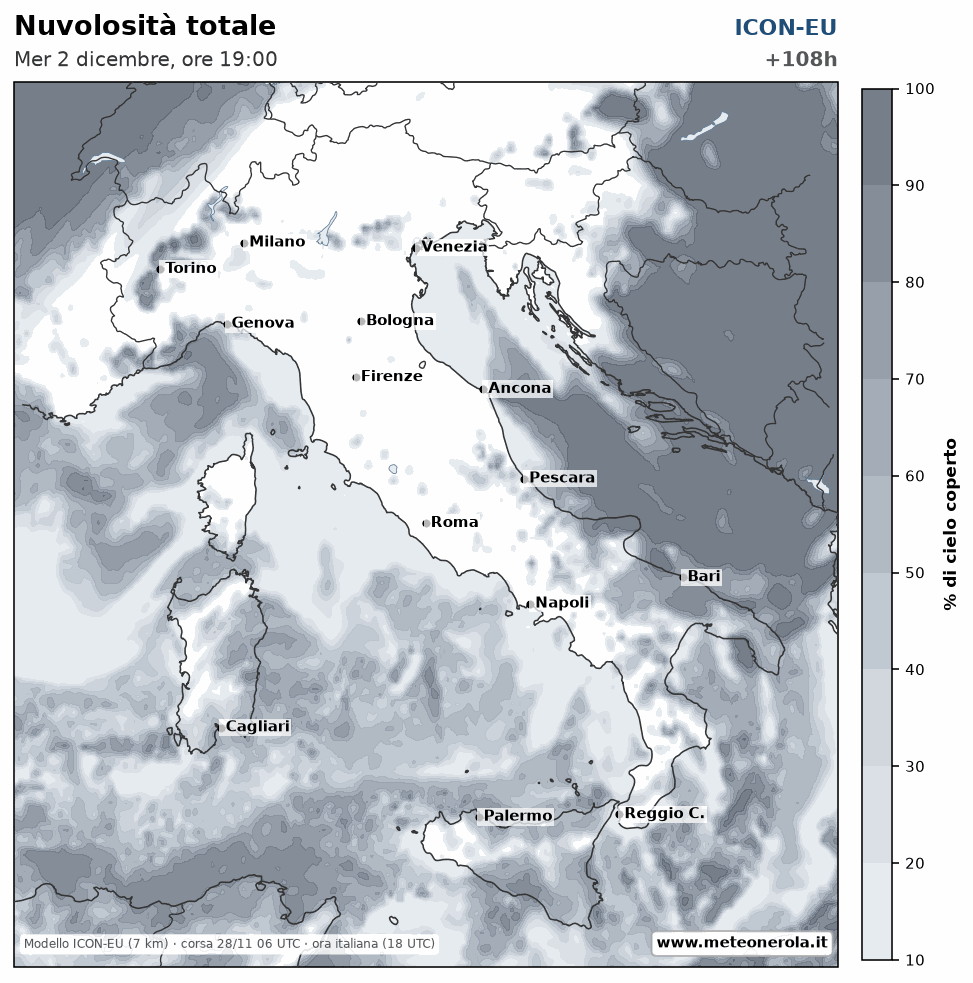 Nuvolosità totale
ICON-EU
Mer 2 dicembre, ore 19:00
+108h
100
90
80
70
60
50
40
30
20
10
% di cielo coperto
Milano
Venezia
Torino
Genova
Bologna
Firenze
Ancona
Pescara
Roma
Bari
Napoli
Cagliari
Palermo
Reggio C.
Modello ICON-EU (7 km) · corsa 28/11 06 UTC · ora italiana (18 UTC)
www.meteonerola.it